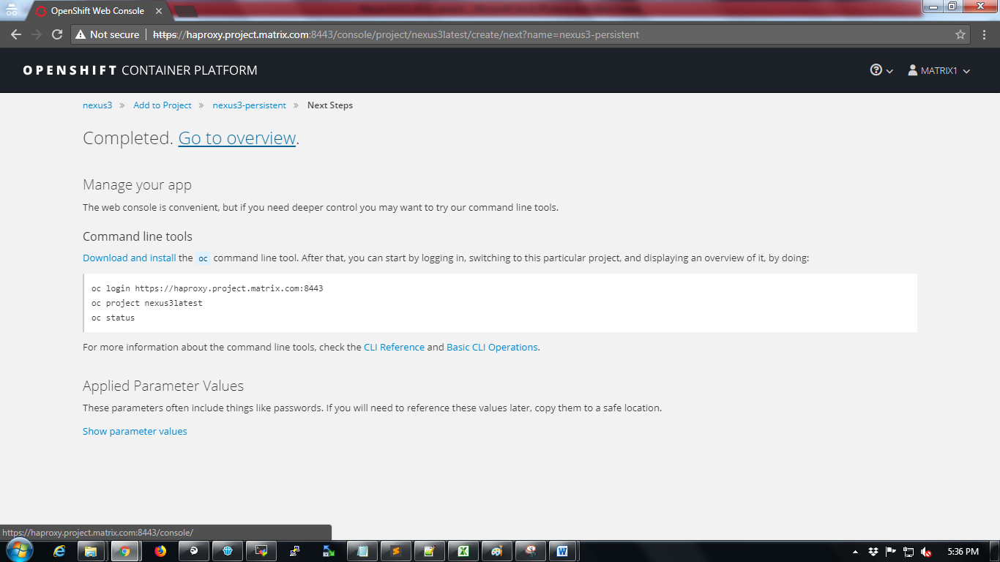 OpenShift Web Console
Not secure | https://haproxy.project.matrix.com:8443/console/project/nexus3latest/create/next?name=nexus3-persistent
OPENSHIFT CONTAINER PLATFORM
MATRIX1
nexus3 » Add to Project » nexus3-persistent » Next Steps
Completed. Go to overview.
Manage your app
The web console is convenient, but if you need deeper control you may want to try our command line tools.
Command line tools
Download and install the oc command line tool. After that, you can start by logging in, switching to this particular project, and displaying an overview of it, by doing:
oc login https://haproxy.project.matrix.com:8443
oc project nexus3latest
oc status
For more information about the command line tools, check the CLI Reference and Basic CLI Operations.
Applied Parameter Values
These parameters often include things like passwords. If you will need to reference these values later, copy them to a safe location.
Show parameter values
https://haproxy.project.matrix.com:8443/console/
5:36 PM